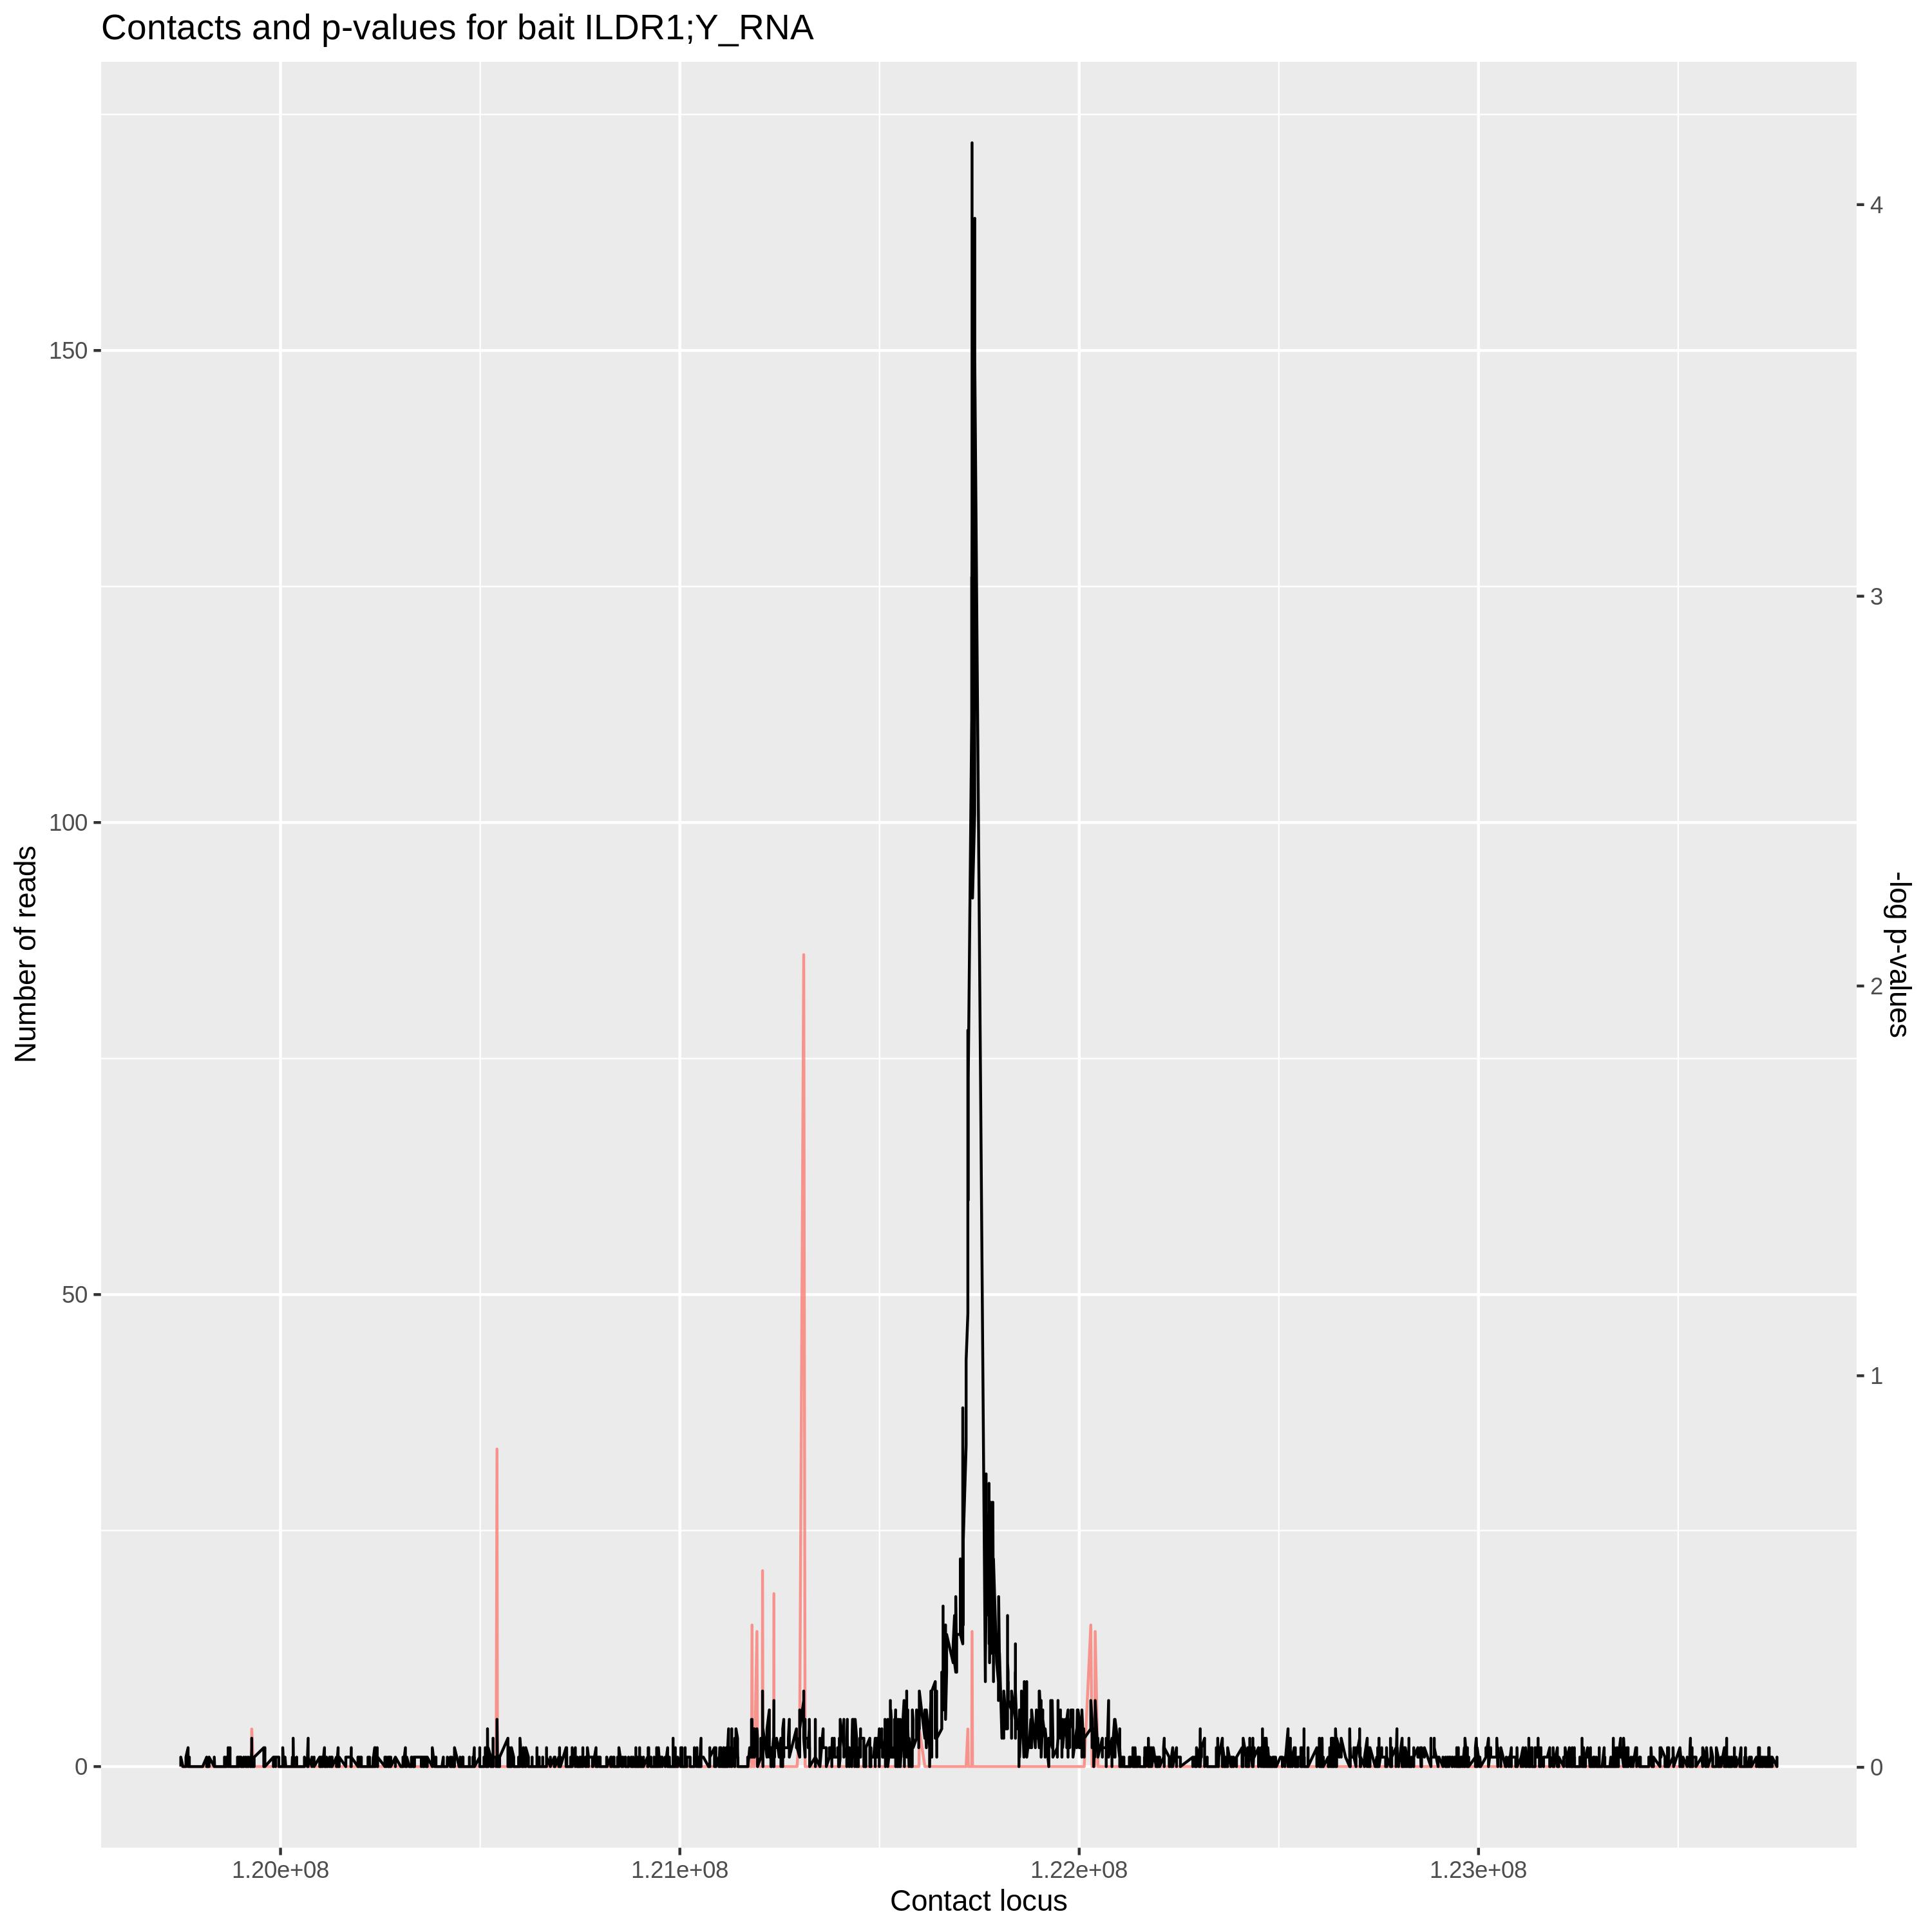 Contacts and p-values for bait ILDR1;Y_RNA
Number of reads
150
100
50
0
4
3
2
1
0
-log p-values
1.20e+08
1.21e+08
1.22e+08
1.23e+08
Contact locus